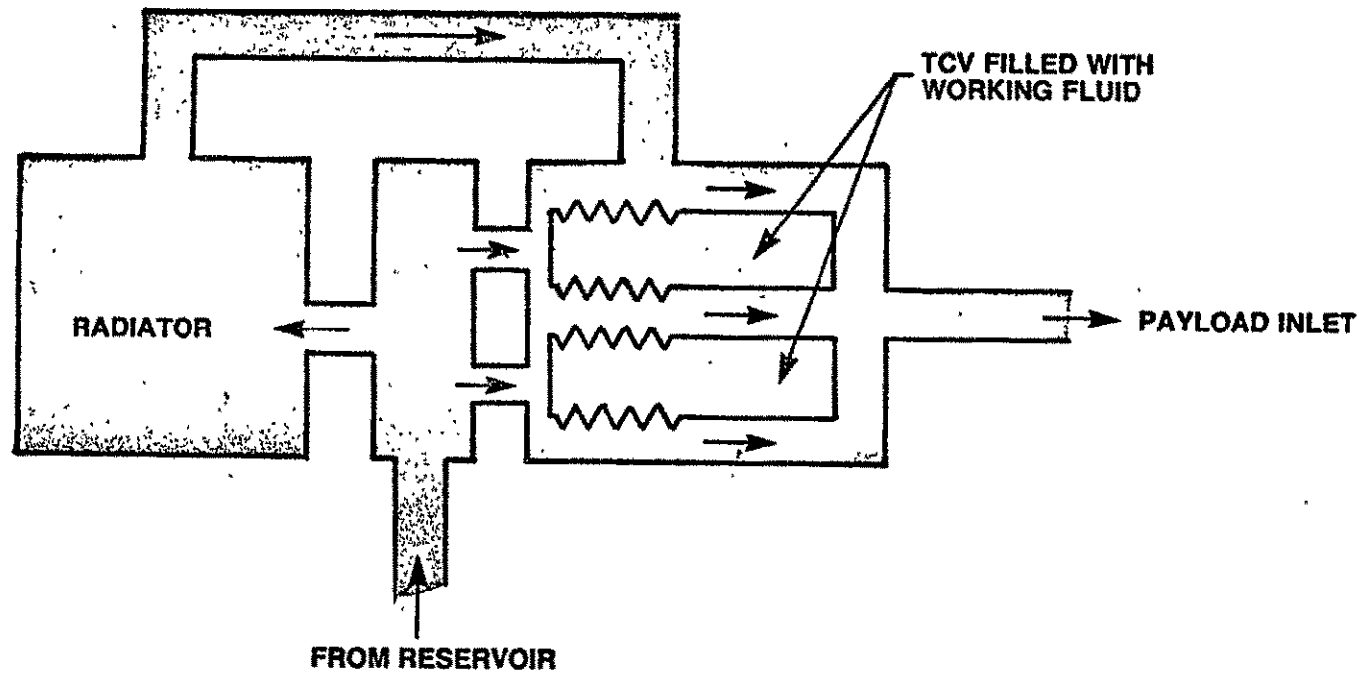 TCV FILLED WITH
WORKING FLUID
RADIATOR
PAYLOAD INLET
FROM RESERVOIR